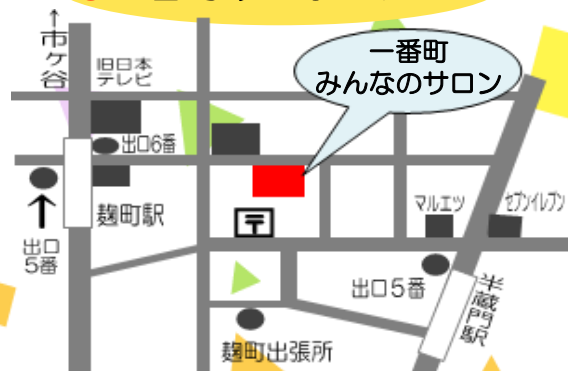 ↑市ヶ谷
旧日本
テレビ
一番町
みんなのサロン
出口6番
麹町駅
出口
5番
〒
マルエツ
セブンイレブン
出口5番
半蔵門駅
麹町出張所